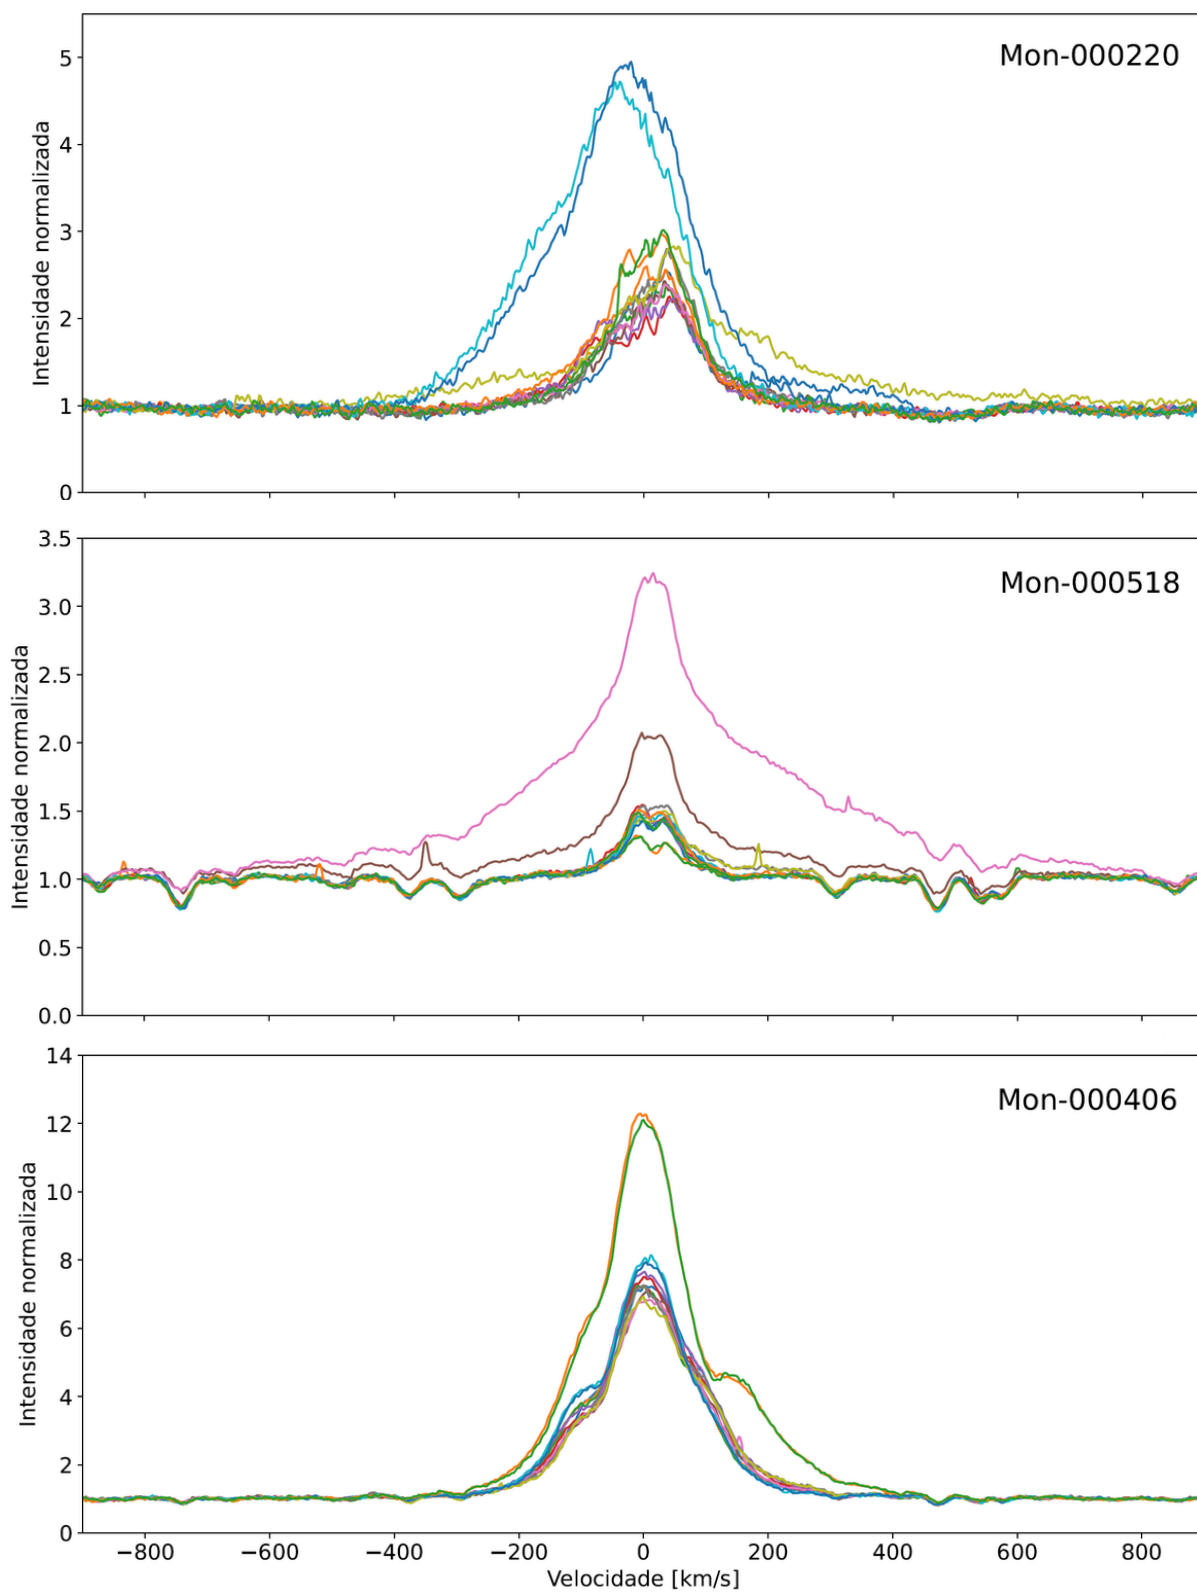 Mon-000220
Intensidade normalizada
5
4
3
2
1
0
Mon-000518
Intensidade normalizada
3.5
3.0
2.5
2.0
1.5
1.0
0.5
0.0
Mon-000406
Intensidade normalizada
14
12
10
8
6
4
2
0
−800 −600 −400 −200 0 200 400 600 800
Velocidade [km/s]